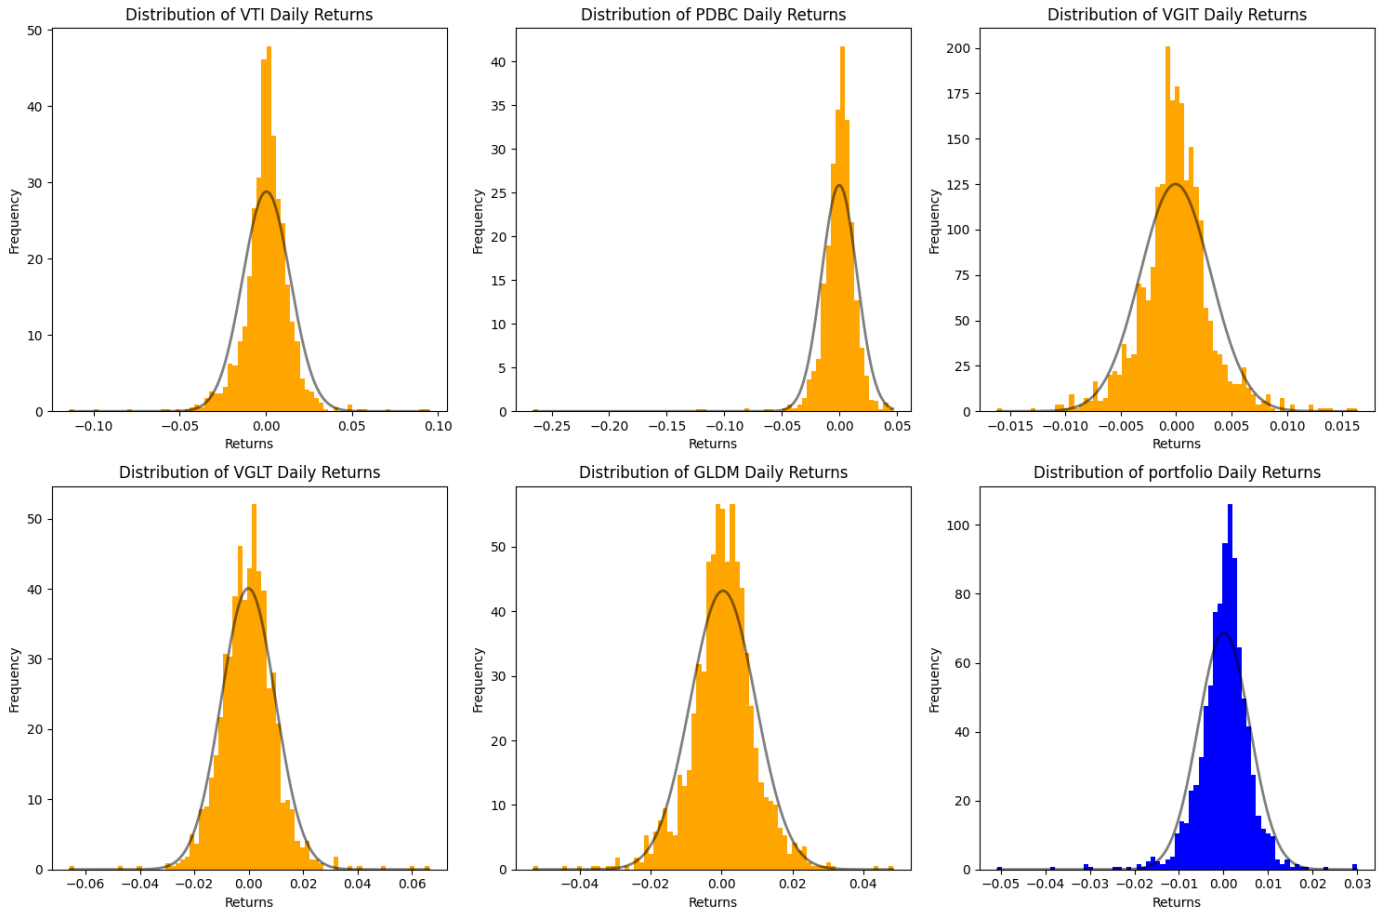 Distribution of VTI Daily Returns
50
40
30
20
10
0
Frequency
−0.10 −0.05 0.00 0.05 0.10
Returns
Distribution of PDBC Daily Returns
40
35
30
25
20
15
10
5
0
Frequency
−0.25 −0.20 −0.15 −0.10 −0.05 0.00 0.05
Returns
Distribution of VGIT Daily Returns
200
175
150
125
100
75
50
25
0
Frequency
−0.015 −0.010 −0.005 0.000 0.005 0.010 0.015
Returns
Distribution of VGLT Daily Returns
50
40
30
20
10
0
Frequency
−0.06 −0.04 −0.02 0.00 0.02 0.04 0.06
Returns
Distribution of GLDM Daily Returns
50
40
30
20
10
0
Frequency
−0.04 −0.02 0.00 0.02 0.04
Returns
Distribution of portfolio Daily Returns
100
80
60
40
20
0
Frequency
−0.05 −0.04 −0.03 −0.02 −0.01 0.00 0.01 0.02 0.03
Returns